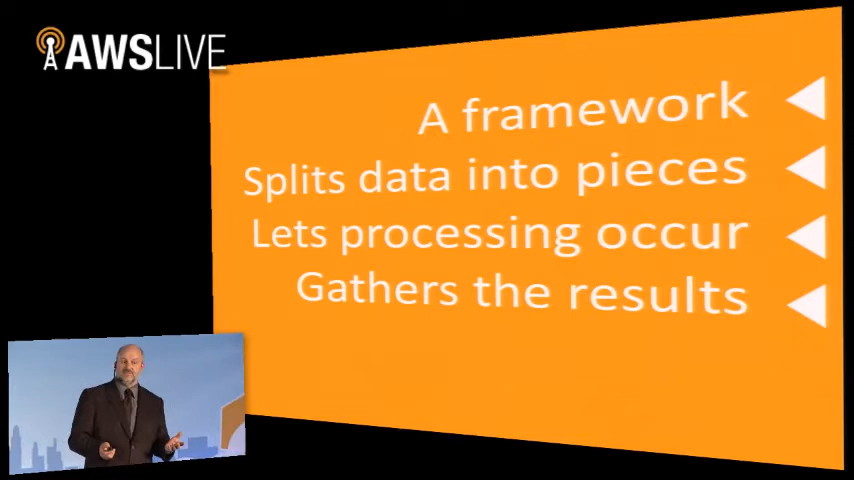 AWSLIVE
A framework
Splits data into pieces
Lets processing occur
Gathers the results